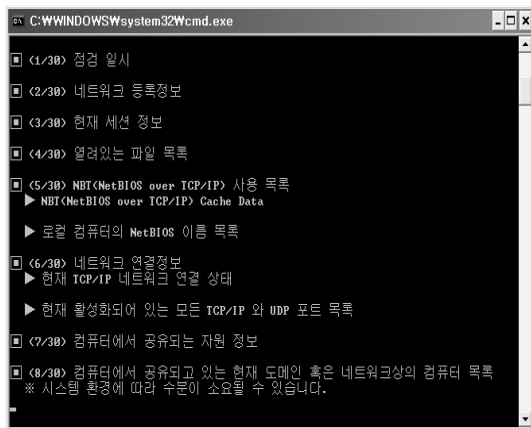 C:₩WINDOWS₩system32₩cmd.exe
▣ (1/30) 점검 일시
▣ (2/30) 네트워크 등록정보
▣ (3/30) 현재 세션 정보
▣ (4/30) 열려있는 파일 목록
▣ (5/30) NBT(NetBIOS over TCP/IP) 사용 목록
▶ NBT(NetBIOS over TCP/IP) Cache Data
▶ 로컬 컴퓨터의 NetBIOS 이름 목록
▣ (6/30) 네트워크 연결정보
▶ 현재 TCP/IP 네트워크 연결 상태
▶ 현재 활성화되어 있는 모든 TCP/IP 와 UDP 포트 목록
▣ (7/30) 컴퓨터에서 공유되는 자원 정보
▣ (8/30) 컴퓨터에서 공유되고 있는 현재 도메인 혹은 네트워크상의 컴퓨터 목록
※ 시스템 환경에 따라 수분이 소요될 수 있습니다.